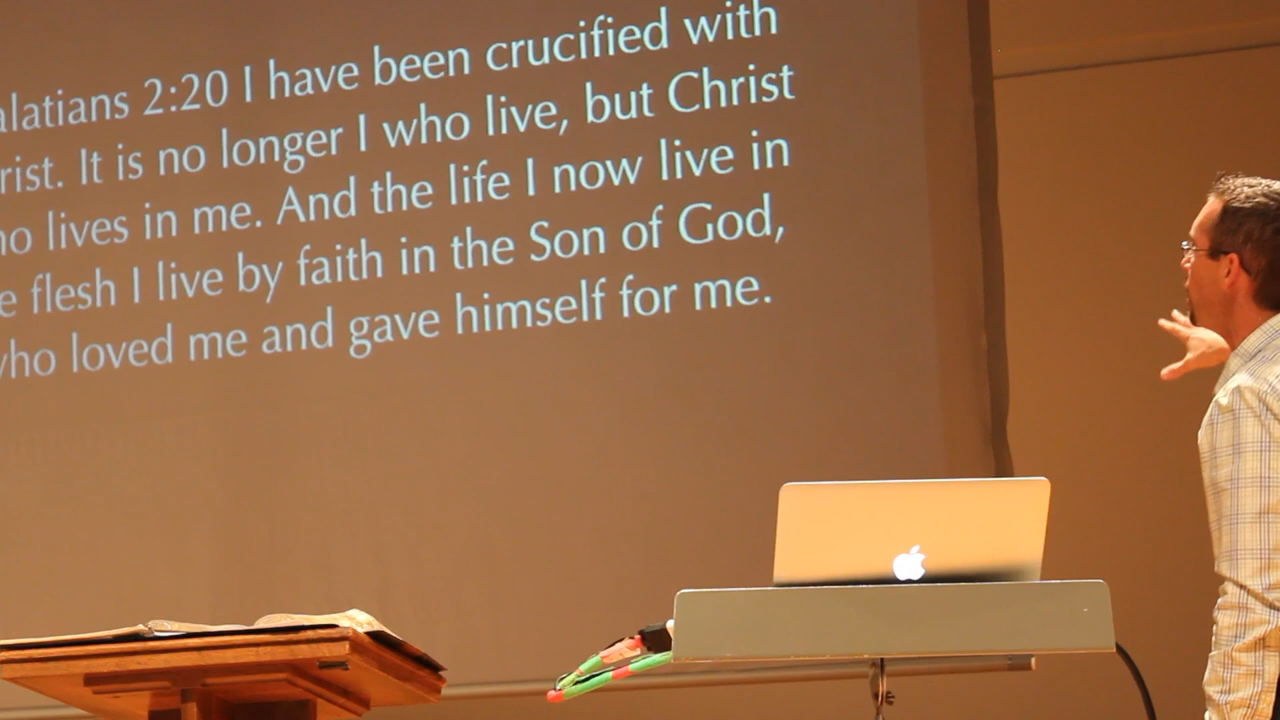 alatians 2:20 I have been crucified with
rist. It is no longer I who live, but Christ
ho lives in me. And the life I now live in
e flesh I live by faith in the Son of God,
who loved me and gave himself for me.